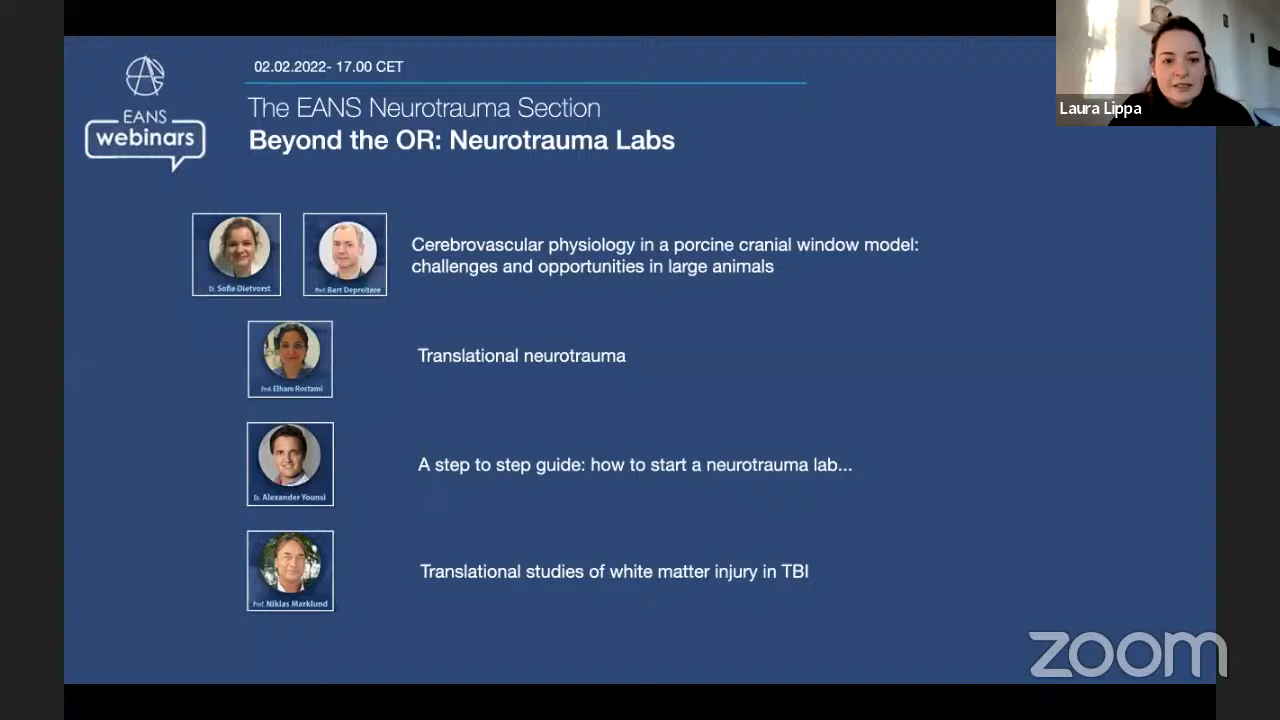 02.02.2022- 17.00 CET
The EANS Neurotrauma Section
Beyond the OR: Neurotrauma Labs
EANS
webinars
Laura Lippa
Dr. Sofie Dietvorst
Prof. Bart Depreitere
Cerebrovascular physiology in a porcine cranial window model:
challenges and opportunities in large animals
Prof. Elham Rostami
Translational neurotrauma
Dr. Alexander Younsi
A step to step guide: how to start a neurotrauma lab...
Prof. Niklas Marklund
Translational studies of white matter injury in TBI
zoom